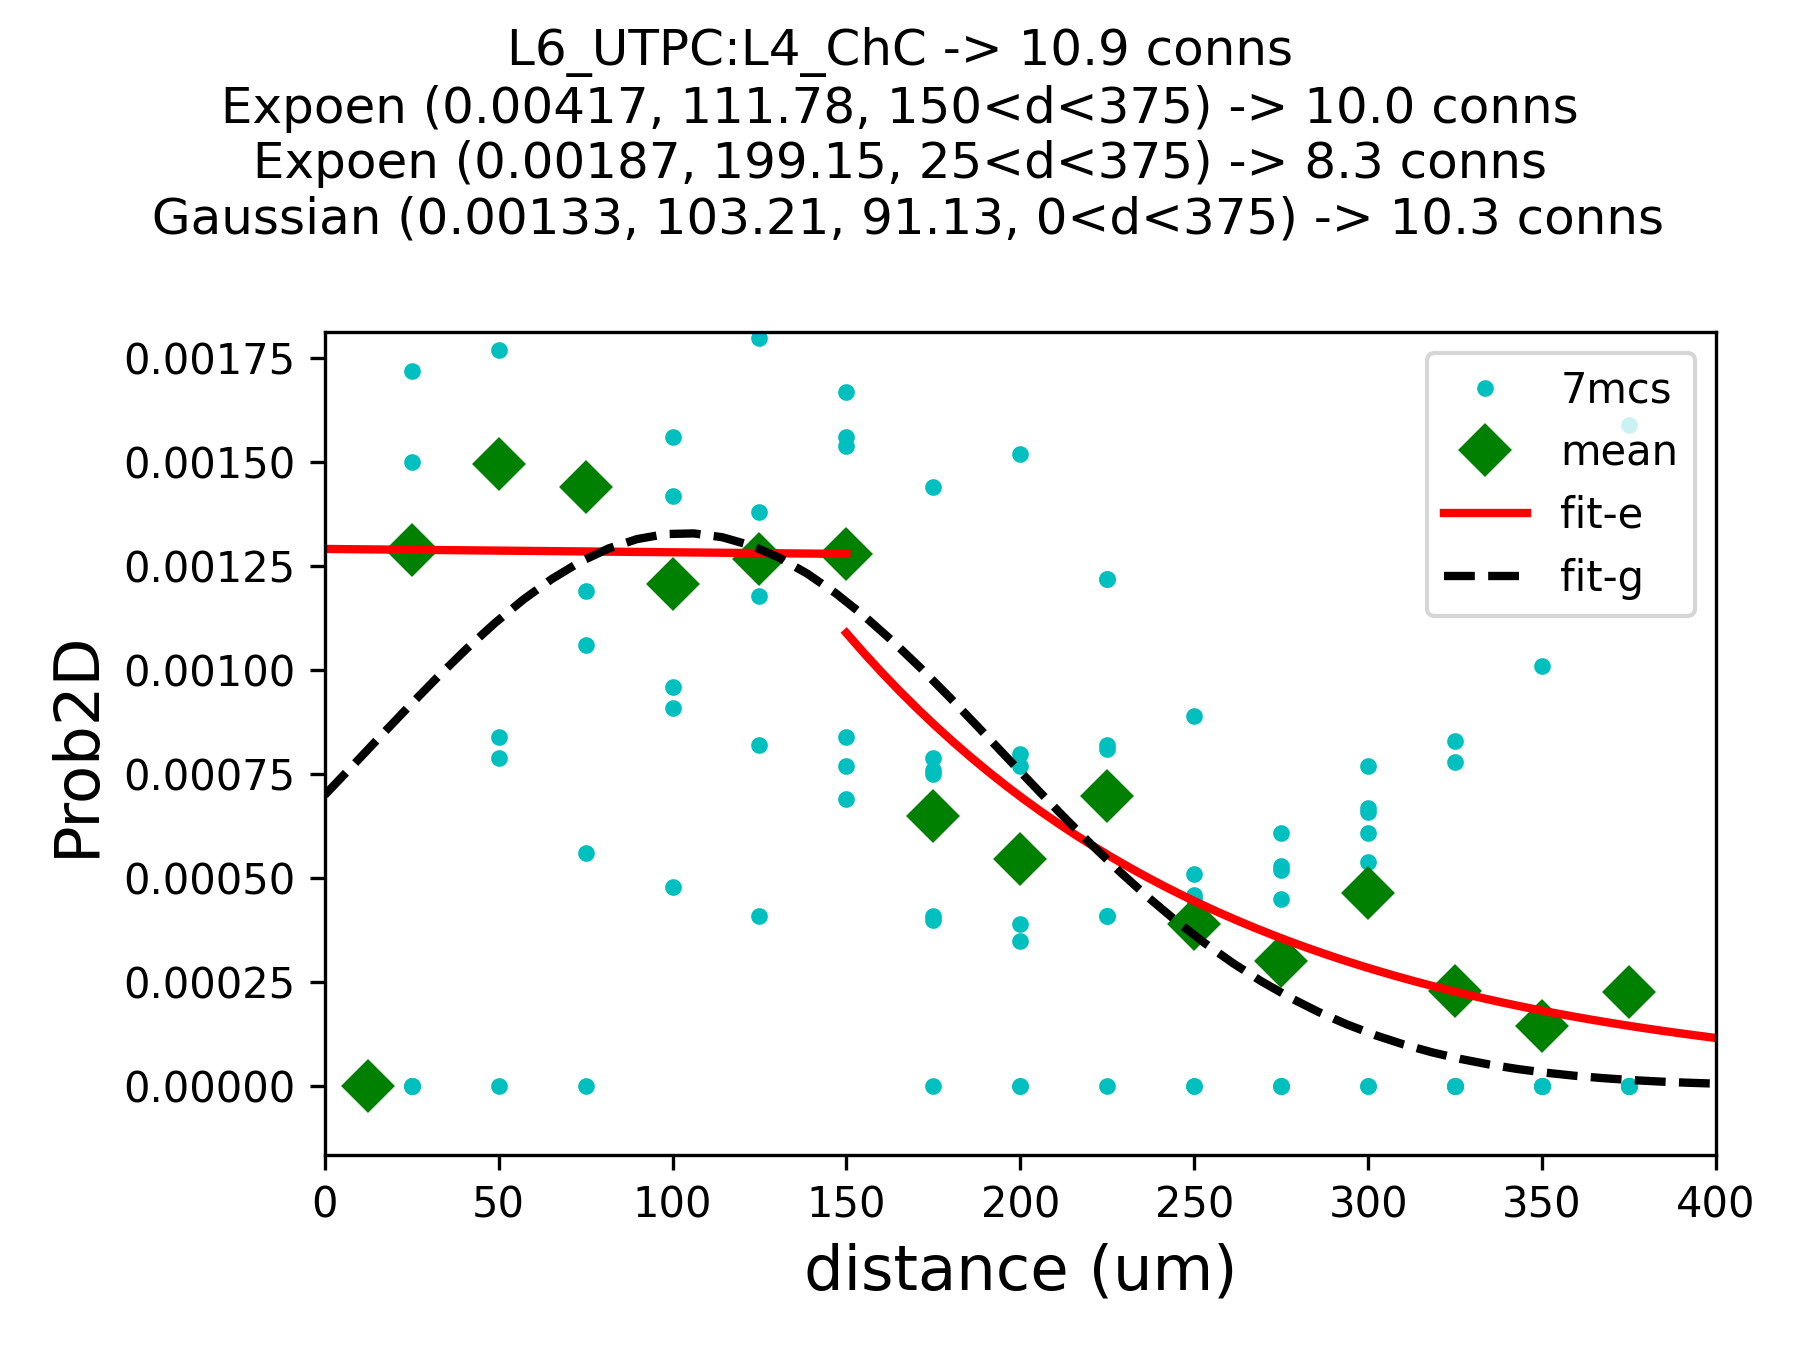 L6_UTPC:L4_ChC -> 10.9 conns
Expoen (0.00417, 111.78, 150<d<375) -> 10.0 conns
Expoen (0.00187, 199.15, 25<d<375) -> 8.3 conns
Gaussian (0.00133, 103.21, 91.13, 0<d<375) -> 10.3 conns
0.00175
0.00150
0.00125
0.00100
0.00075
0.00050
0.00025
0.00000
Prob2D
7mcs
mean
fit-e
fit-g
0 50 100 150 200 250 300 350 400
distance (um)